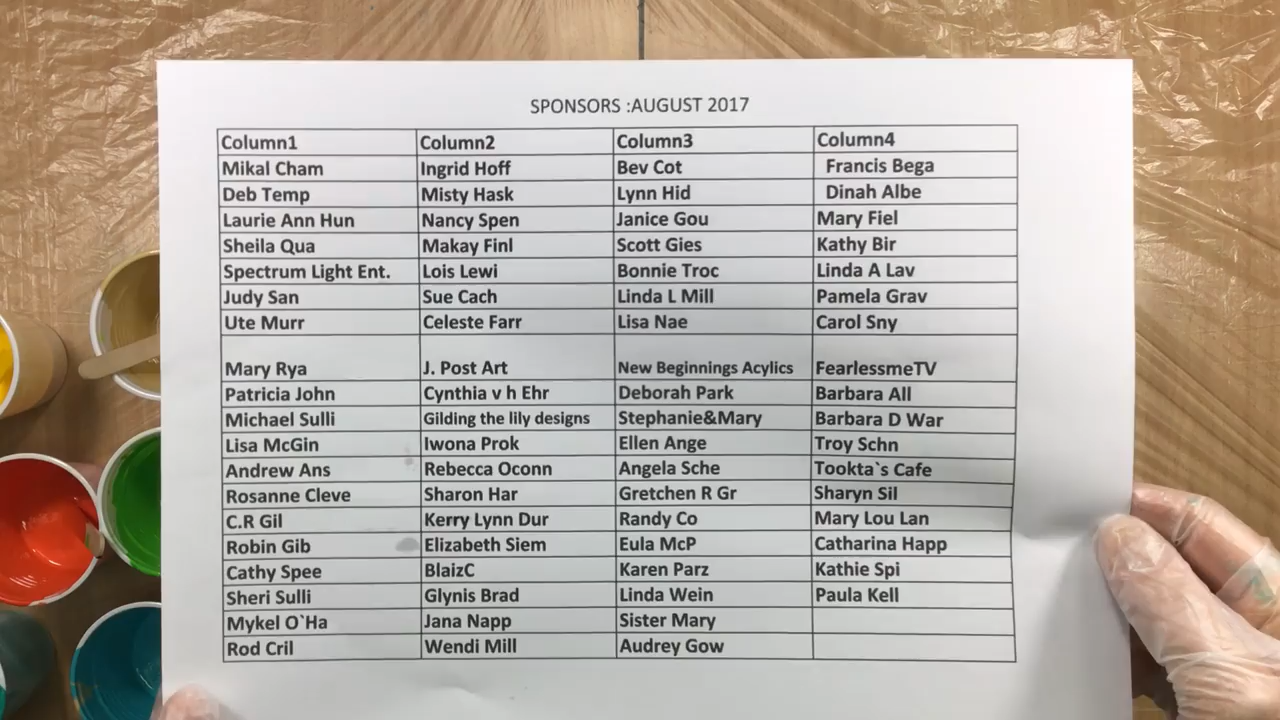 SPONSORS :AUGUST 2017
Column1 Column2 Column3 Column4
Mikal Cham Ingrid Hoff Bev Cot Francis Bega
Deb Temp Misty Hask Lynn Hid Dinah Albe
Laurie Ann Hun Nancy Spen Janice Gou Mary Fiel
Sheila Qua Makay Finl Scott Gies Kathy Bir
Spectrum Light Ent. Lois Lewi Bonnie Troc Linda A Lav
Judy San Sue Cach Linda L Mill Pamela Grav
Ute Murr Celeste Farr Lisa Nae Carol Sny
Mary Rya J. Post Art New Beginnings Acylics FearlessmeTV
Patricia John Cynthia v h Ehr Deborah Park Barbara All
Michael Sulli Gilding the lily designs Stephanie&Mary Barbara D War
Lisa McGin Iwona Prok Ellen Ange Troy Schn
Andrew Ans Rebecca Oconn Angela Sche Tookta`s Cafe
Rosanne Cleve Sharon Har Gretchen R Gr Sharyn Sil
C.R Gil Kerry Lynn Dur Randy Co Mary Lou Lan
Robin Gib Elizabeth Siem Eula McP Catharina Happ
Cathy Spee BlaizC Karen Parz Kathie Spi
Sheri Sulli Glynis Brad Linda Wein Paula Kell
Mykel O`Ha Jana Napp Sister Mary
Rod Cril Wendi Mill Audrey Gow